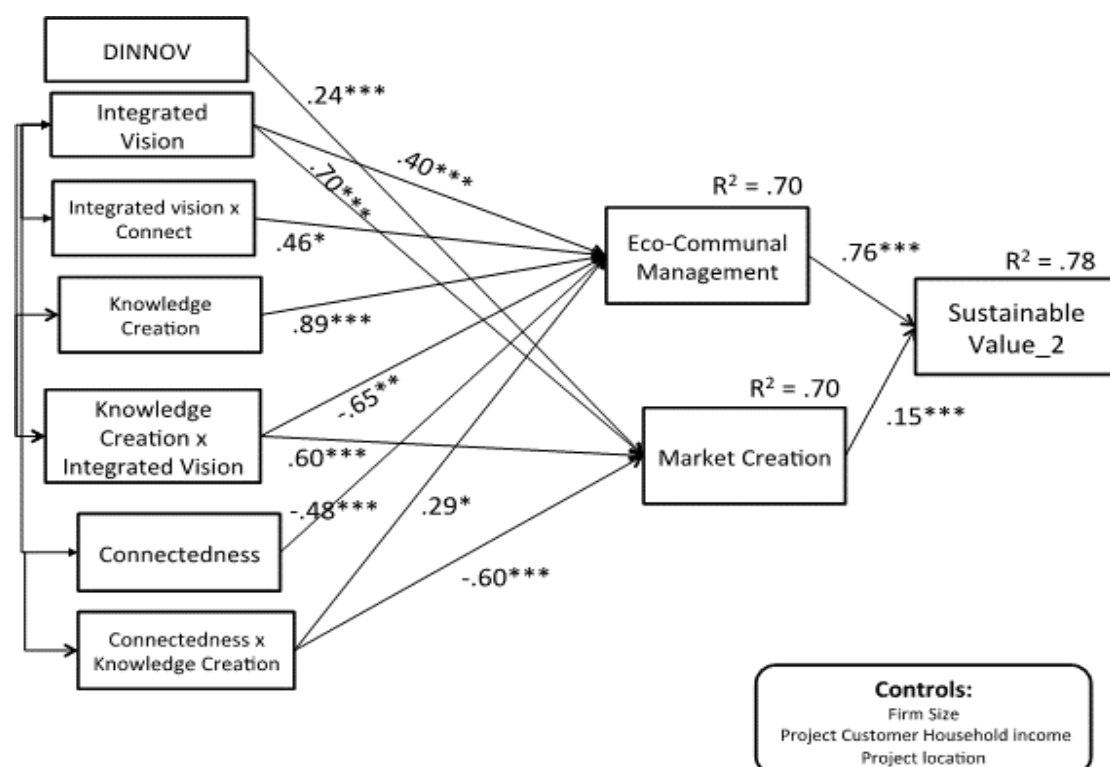 DINNOV
.24***
Integrated
Vision
.40***
.70***
R² = .70
Integrated vision x
Connect
.46*
Eco-Communal
Management
.76***
R² = .78
Knowledge
Creation
.89***
Sustainable
Value_2
-.65**
R² = .70
Knowledge
Creation x
Integrated Vision
.60***
.15***
Market Creation
-.48***
.29*
Connectedness
-.60***
Connectedness x
Knowledge Creation
Controls:
Firm Size
Project Customer Household income
Project location